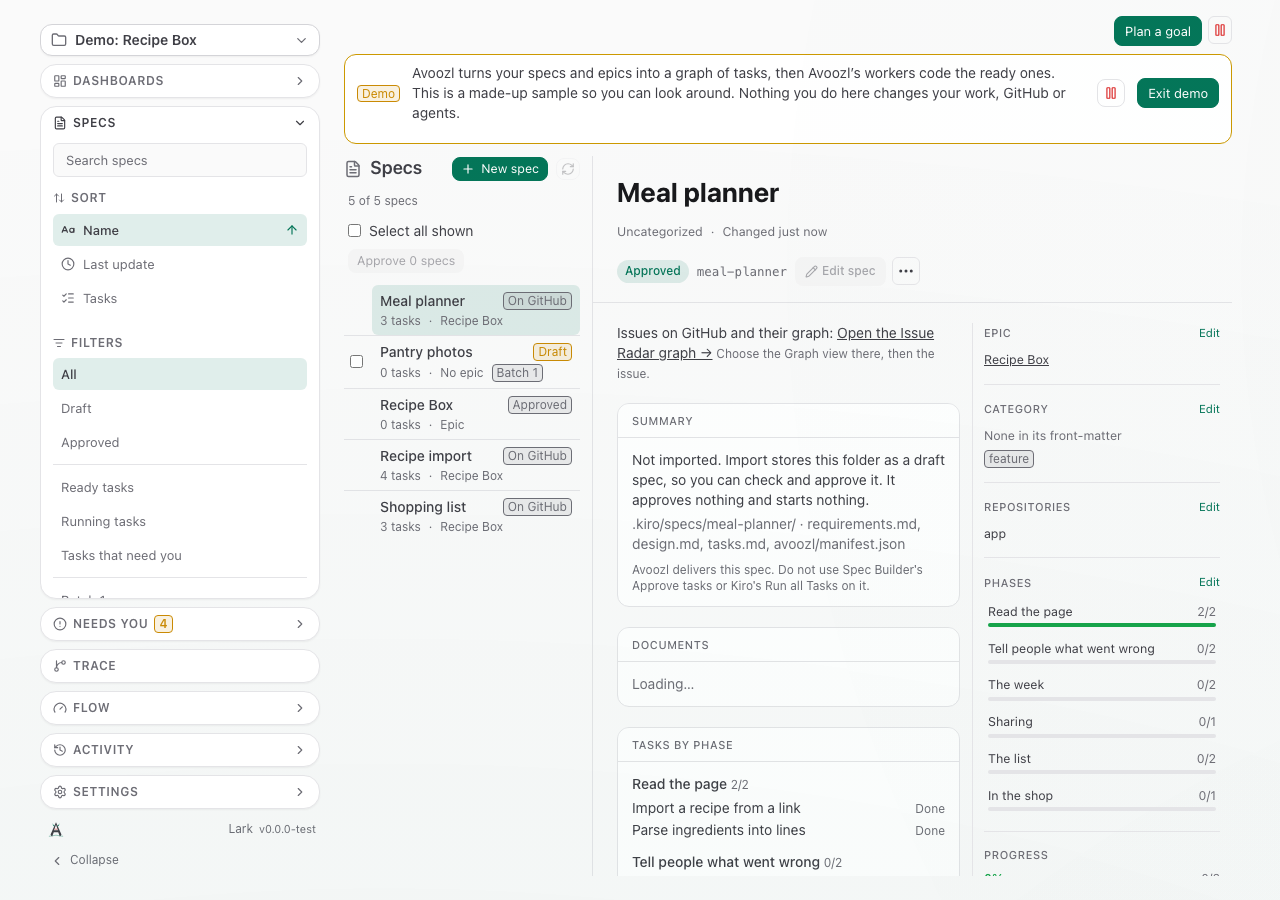 Demo: Recipe Box
DASHBOARDS
SPECS
Search specs
SORT
Name
Last update
Tasks
FILTERS
All
Draft
Approved
Ready tasks
Running tasks
Tasks that need you
NEEDS YOU 4
TRACE
FLOW
ACTIVITY
SETTINGS
Lark v0.0.0-test
Collapse
Plan a goal
Demo
Avoozl turns your specs and epics into a graph of tasks, then Avoozl's workers code the ready ones.
This is a made-up sample so you can look around. Nothing you do here changes your work, GitHub or
agents.
Exit demo
Specs
New spec
5 of 5 specs
Select all shown
Approve 0 specs
Meal planner On GitHub
3 tasks · Recipe Box
Pantry photos Draft
0 tasks · No epic Batch 1
Recipe Box Approved
0 tasks · Epic
Recipe import On GitHub
4 tasks · Recipe Box
Shopping list On GitHub
3 tasks · Recipe Box
Meal planner
Uncategorized · Changed just now
Approved meal-planner Edit spec
Issues on GitHub and their graph: Open the Issue
Radar graph → Choose the Graph view there, then the
issue.
SUMMARY
Not imported. Import stores this folder as a draft
spec, so you can check and approve it. It
approves nothing and starts nothing.
.kiro/specs/meal-planner/ · requirements.md,
design.md, tasks.md, avoozl/manifest.json
Avoozl delivers this spec. Do not use Spec Builder's
Approve tasks or Kiro's Run all Tasks on it.
DOCUMENTS
Loading…
TASKS BY PHASE
Read the page 2/2
Import a recipe from a link Done
Parse ingredients into lines Done
Tell people what went wrong 0/2
EPIC Edit
Recipe Box
CATEGORY Edit
None in its front-matter
feature
REPOSITORIES Edit
app
PHASES Edit
Read the page 2/2
Tell people what went wrong 0/2
The week 0/2
Sharing 0/1
The list 0/2
In the shop 0/1
PROGRESS